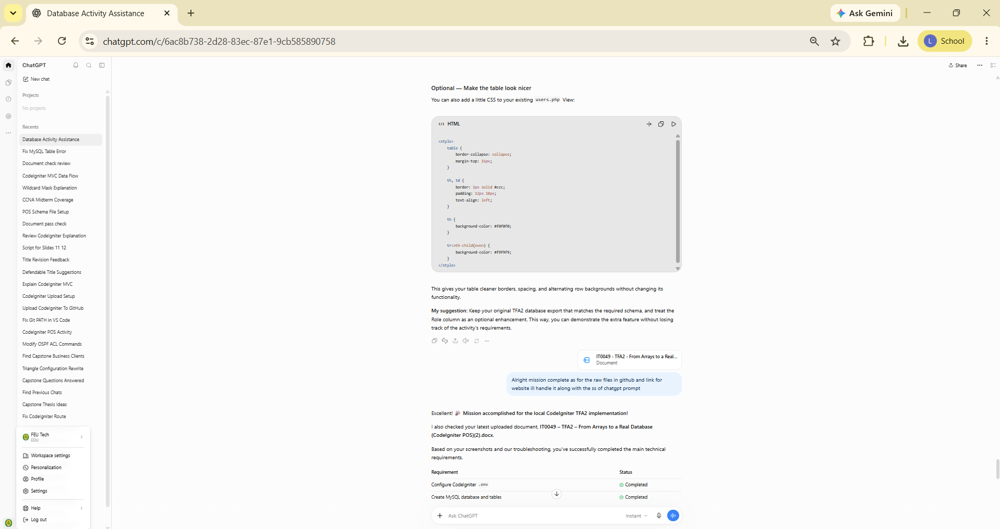 Database Activity Assistance
Ask Gemini
chatgpt.com/c/6ac8b738-2d28-83ec-87e1-9cb585890758
L School
ChatGPT
New chat
Projects
No projects
Recents
Database Activity Assistance
Fix MySQL Table Error
Document check review
CodeIgniter MVC Data Flow
Wildcard Mask Explanation
CCNA Midterm Coverage
POS Schema File Setup
Document pass check
Review CodeIgniter Explanation
Script for Slides 11 12
Title Revision Feedback
Defendable Title Suggestions
Explain CodeIgniter MVC
CodeIgniter Upload Setup
Upload CodeIgniter To GitHub
Fix Git PATH in VS Code
CodeIgniter POS Activity
Modify OSPF ACL Commands
Find Capstone Business Clients
Triangle Configuration Rewrite
Capstone Questions Answered
Find Previous Chats
Capstone Thesis Ideas
Fix CodeIgniter Route
FEU Tech
EDU
Workspace settings
Personalization
Profile
Settings
Help
Log out
Share
Optional — Make the table look nicer
You can also add a little CSS to your existing users.php View:
HTML
<style>
table {
border-collapse: collapse;
margin-top: 15px;
}
th, td {
border: 1px solid #ccc;
padding: 12px 18px;
text-align: left;
}
th {
background-color: #f0f0f0;
}
tr:nth-child(even) {
background-color: #f9f9f9;
}
</style>
This gives your table cleaner borders, spacing, and alternating row backgrounds without changing its
functionality.
My suggestion: Keep your original TFA2 database export that matches the required schema, and treat the
Role column as an optional enhancement. This way, you can demonstrate the extra feature without losing
track of the activity's requirements.
IT0049 - TFA2 - From Arrays to a Real...
Document
Alright mission complete as for the raw files in github and link for
website ill handle it along with the ss of chatgpt prompt
Excellent! 🎉 Mission accomplished for the local CodeIgniter TFA2 implementation!
I also checked your latest uploaded document, IT0049 – TFA2 – From Arrays to a Real Database
(CodeIgniter POS)(2).docx.
Based on your screenshots and our troubleshooting, you've successfully completed the main technical
requirements.
Requirement Status
Configure CodeIgniter .env Completed
Create MySQL database and tables Completed
Ask ChatGPT
Instant